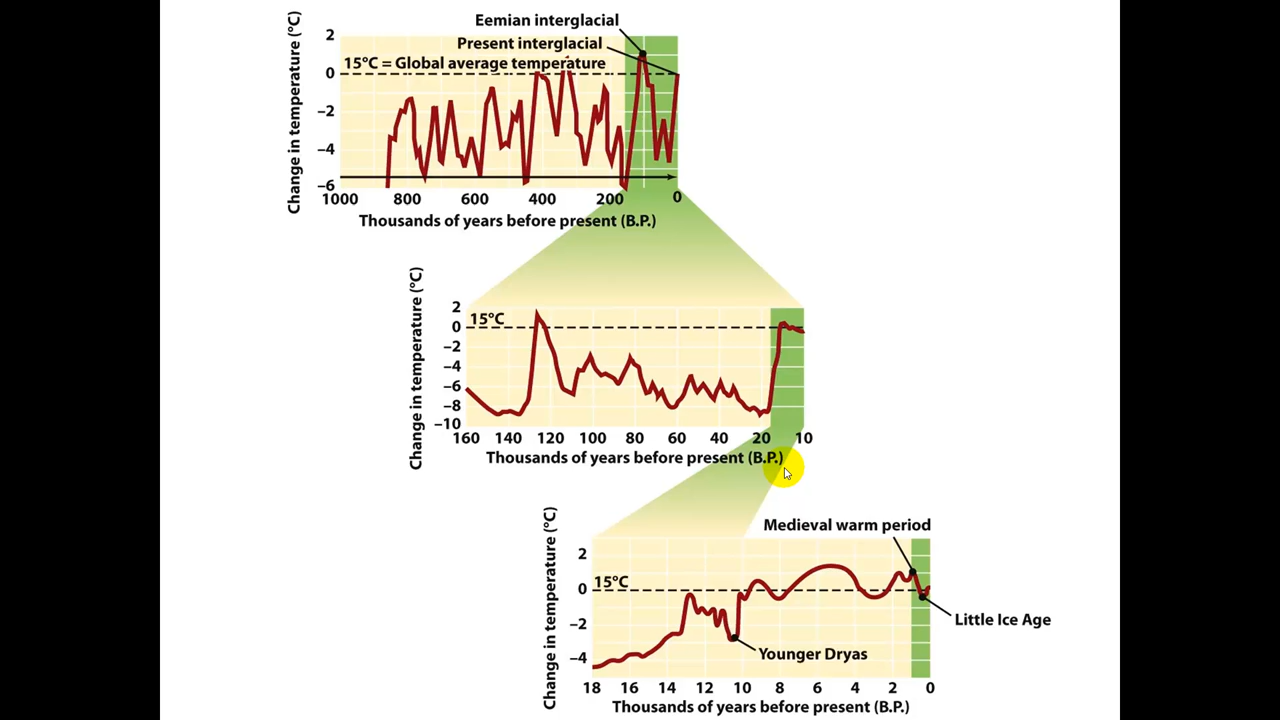 Eemian interglacial
Present interglacial
15°C = Global average temperature
Change in temperature (°C)
2
0
–2
–4
–6
1000 800 600 400 200 0
Thousands of years before present (B.P.)
Change in temperature (°C)
15°C
2
0
–2
–4
–6
–8
–10
160 140 120 100 80 60 40 20 10
Thousands of years before present (B.P.)
Change in temperature (°C)
Medieval warm period
15°C
2
0
–2
–4
Little Ice Age
Younger Dryas
18 16 14 12 10 8 6 4 2 0
Thousands of years before present (B.P.)